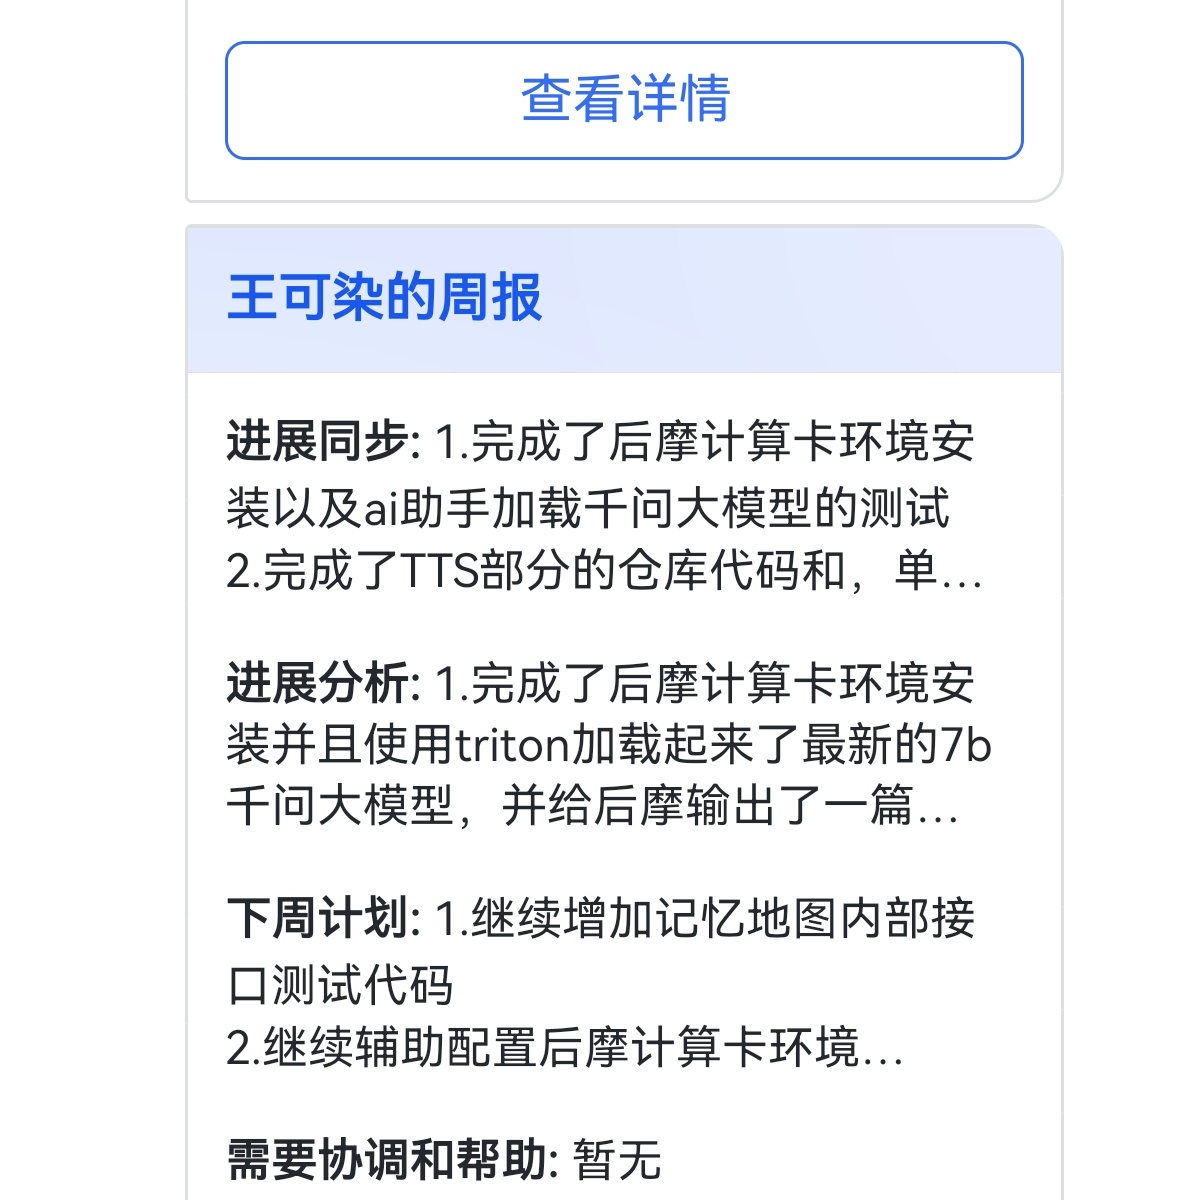 查看详情
王可染的周报
进展同步: 1.完成了后摩计算卡环境安
装以及ai助手加载千问大模型的测试
2.完成了TTS部分的仓库代码和，单...
进展分析: 1.完成了后摩计算卡环境安
装并且使用triton加载起来了最新的7b
千问大模型，并给后摩输出了一篇...
下周计划: 1.继续增加记忆地图内部接
口测试代码
2.继续辅助配置后摩计算卡环境...
需要协调和帮助: 暂无